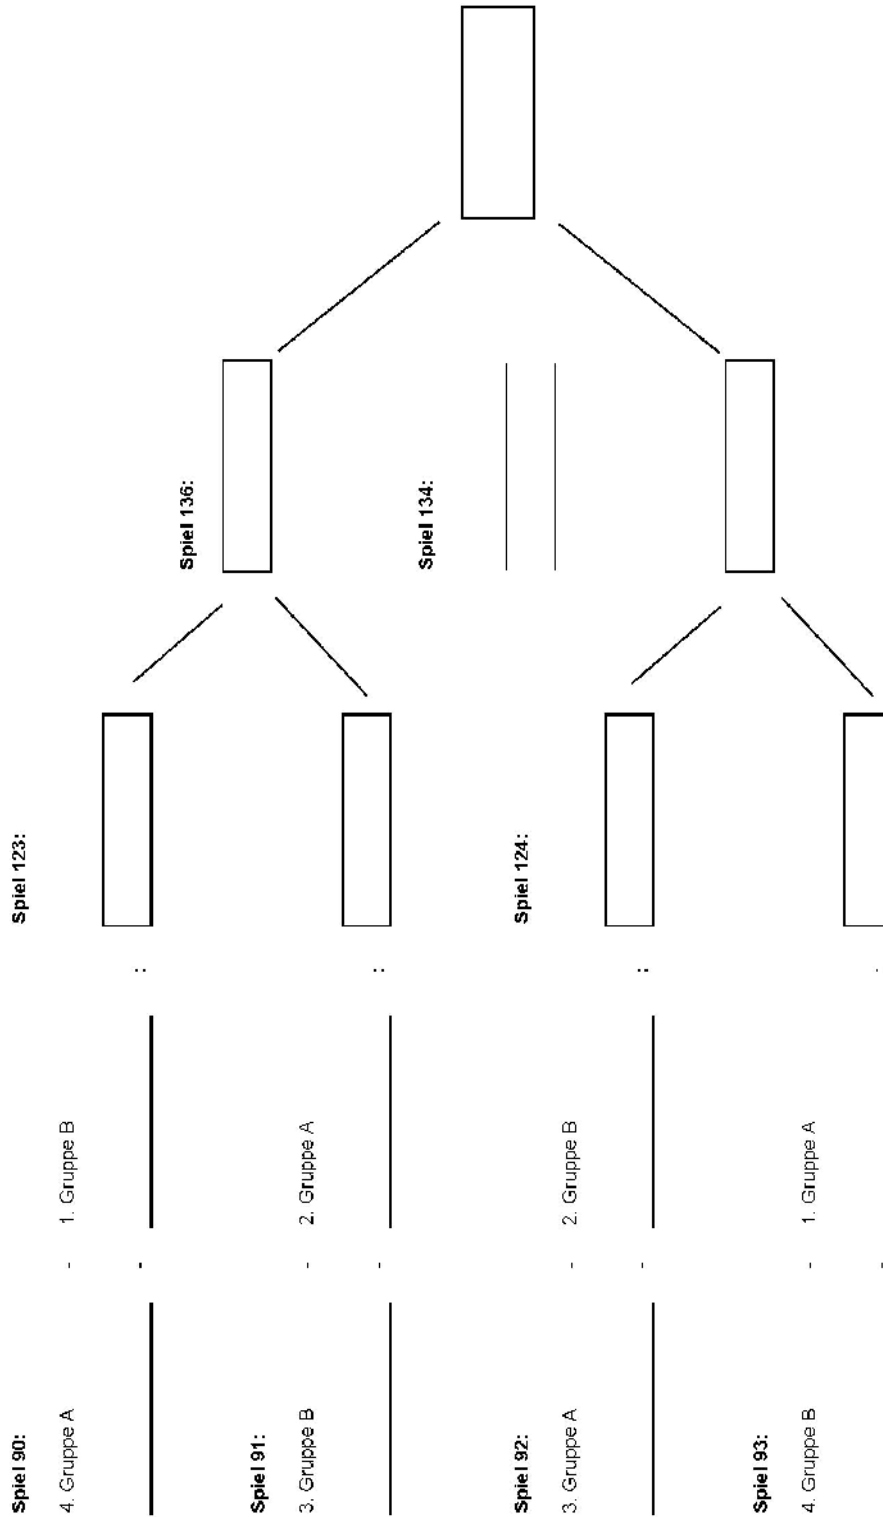 Spiel 90:
4. Gruppe A - 1. Gruppe B
- :
Spiel 91:
3. Gruppe B - 2. Gruppe A
- :
Spiel 92:
3. Gruppe A - 2. Gruppe B
- :
Spiel 93:
4. Gruppe B - 1. Gruppe A
-
Spiel 123:
Spiel 124:
Spiel 136:
Spiel 134: